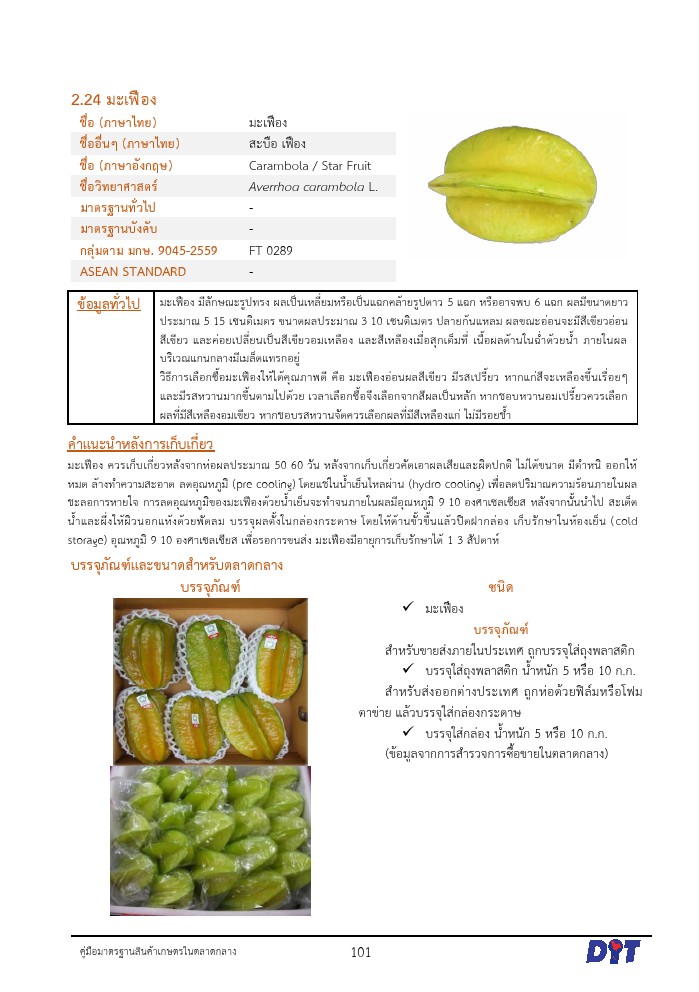 2.24 มะเฟือง
ชื่อ (ภาษาไทย) มะเฟือง
ชื่ออื่นๆ (ภาษาไทย) สะบือ เฟือง
ชื่อ (ภาษาอังกฤษ) Carambola / Star Fruit
ชื่อวิทยาศาสตร์ Averrhoa carambola L.
มาตรฐานทั่วไป -
มาตรฐานบังคับ -
กลุ่มตาม มกษ. 9045-2559 FT 0289
ASEAN STANDARD -
ข้อมูลทั่วไป
มะเฟือง มีลักษณะรูปทรง ผลเป็นเหลี่ยมหรือเป็นแฉกคล้ายรูปดาว 5 แฉก หรืออาจพบ 6 แฉก ผลมีขนาดยาว
ประมาณ 5 15 เซนติเมตร ขนาดผลประมาณ 3 10 เซนติเมตร ปลายก้นแหลม ผลขณะอ่อนจะมีสีเขียวอ่อน
สีเขียว และค่อยเปลี่ยนเป็นสีเขียวอมเหลือง และสีเหลืองเมื่อสุกเต็มที่ เนื้อผลด้านในฉ่ำด้วยน้ำ ภายในผล
บริเวณแกนกลางมีเมล็ดแทรกอยู่
วิธีการเลือกซื้อมะเฟืองให้ได้คุณภาพดี คือ มะเฟืองอ่อนผลสีเขียว มีรสเปรี้ยว หากแก่สีจะเหลืองขึ้นเรื่อยๆ
และมีรสหวานมากขึ้นตามไปด้วย เวลาเลือกซื้อจึงเลือกจากสีผลเป็นหลัก หากชอบหวานอมเปรี้ยวควรเลือก
ผลที่มีสีเหลืองอมเขียว หากชอบรสหวานจัดควรเลือกผลที่มีสีเหลืองแก่ ไม่มีรอยช้ำ
คำแนะนำหลังการเก็บเกี่ยว
มะเฟือง ควรเก็บเกี่ยวหลังจากห่อผลประมาณ 50 60 วัน หลังจากเก็บเกี่ยวคัดเอาผลเสียและผิดปกติ ไม่ได้ขนาด มีตำหนิ ออกให้
หมด ล้างทำความสะอาด ลดอุณหภูมิ (pre cooling) โดยแช่ในน้ำเย็นไหลผ่าน (hydro cooling) เพื่อลดปริมาณความร้อนภายในผล
ชะลอการหายใจ การลดอุณหภูมิของมะเฟืองด้วยน้ำเย็นจะทำจนภายในผลมีอุณหภูมิ 9 10 องศาเซลเซียส หลังจากนั้นนำไป สะเด็ด
น้ำและผึ่งให้ผิวนอกแห้งด้วยพัดลม บรรจุผลตั้งในกล่องกระดาษ โดยให้ด้านขั้วขึ้นแล้วปิดฝากล่อง เก็บรักษาในห้องเย็น (cold
storage) อุณหภูมิ 9 10 องศาเซลเซียส เพื่อรอการขนส่ง มะเฟืองมีอายุการเก็บรักษาได้ 1 3 สัปดาห์
บรรจุภัณฑ์และขนาดสำหรับตลาดกลาง
บรรจุภัณฑ์
ชนิด
✓ มะเฟือง
บรรจุภัณฑ์
สำหรับขายส่งภายในประเทศ ถูกบรรจุใส่ถุงพลาสติก
✓ บรรจุใส่ถุงพลาสติก น้ำหนัก 5 หรือ 10 ก.ก.
สำหรับส่งออกต่างประเทศ ถูกห่อด้วยฟิล์มหรือโฟม
ตาข่าย แล้วบรรจุใส่กล่องกระดาษ
✓ บรรจุใส่กล่อง น้ำหนัก 5 หรือ 10 ก.ก.
(ข้อมูลจากการสำรวจการซื้อขายในตลาดกลาง)
คู่มือมาตรฐานสินค้าเกษตรในตลาดกลาง
101
DIT